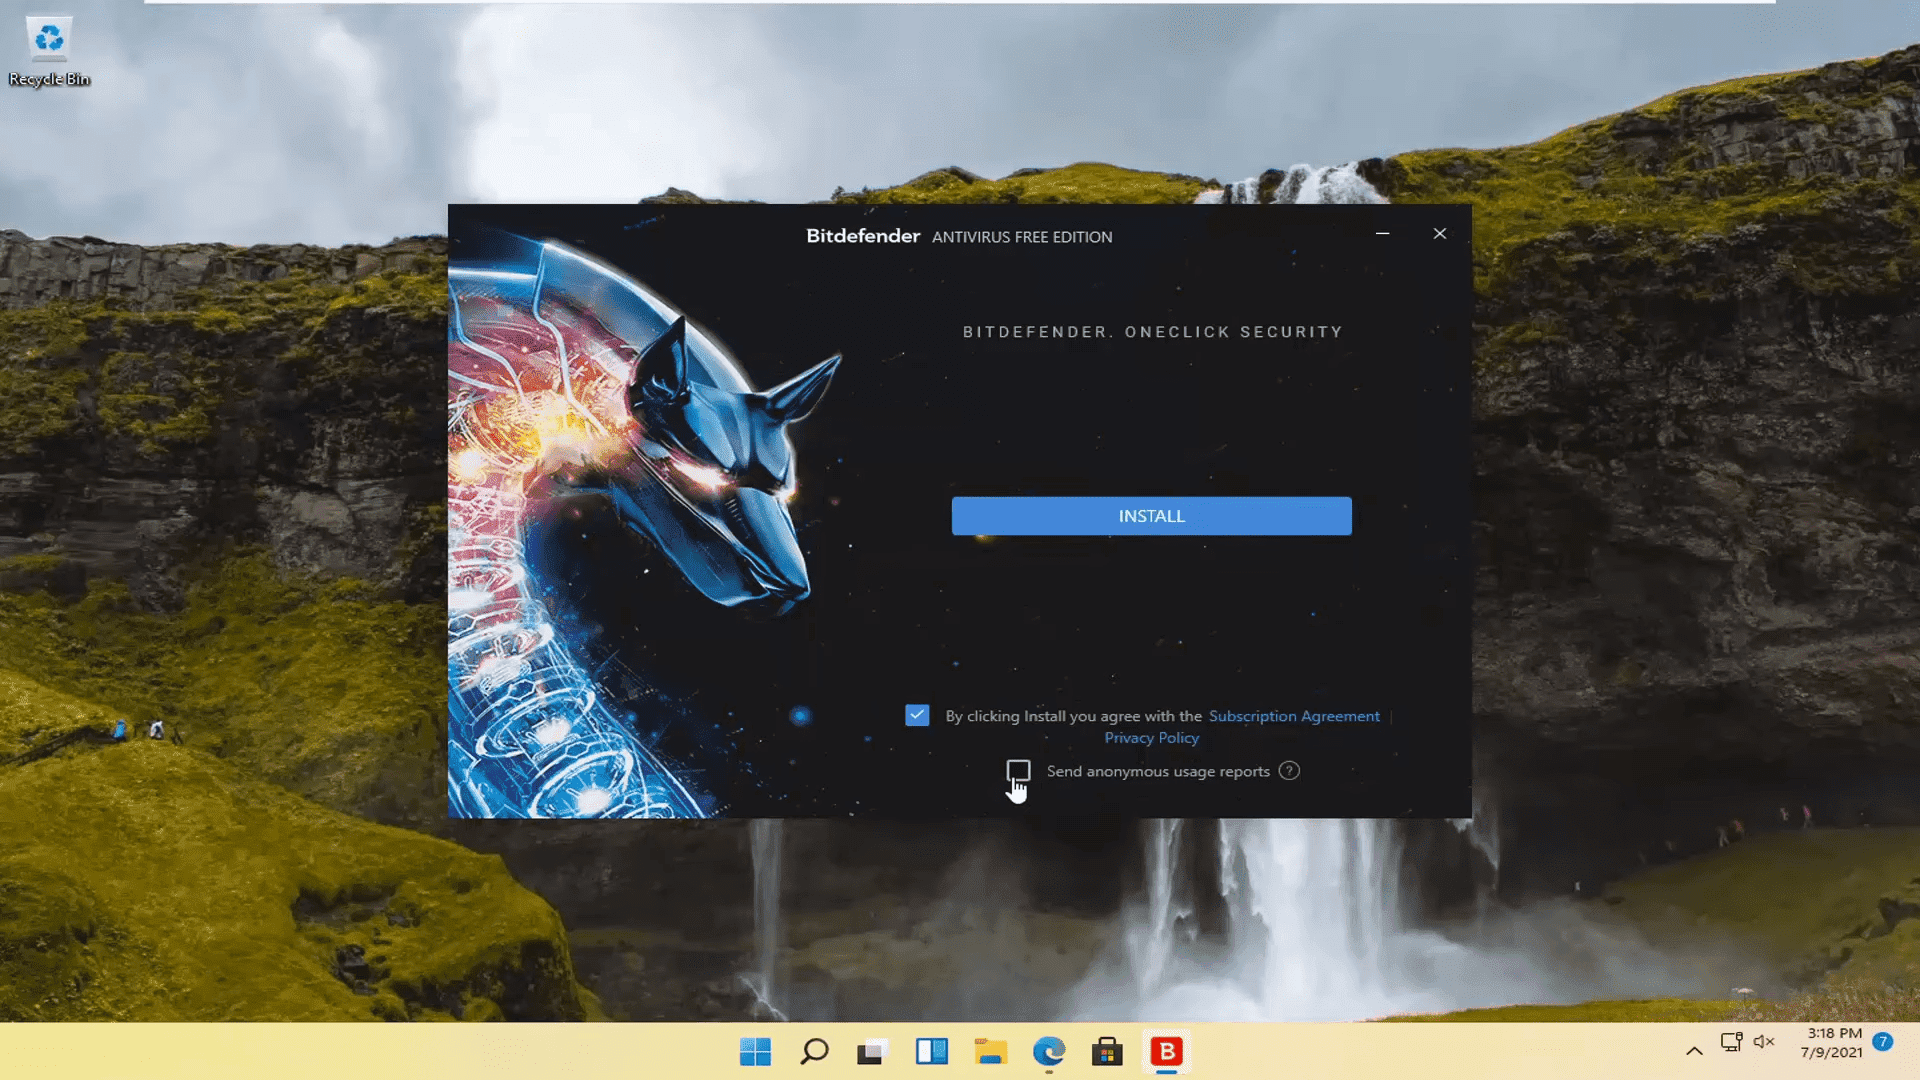 Recycle Bin
Bitdefender ANTIVIRUS FREE EDITION
BITDEFENDER. ONECLICK SECURITY
INSTALL
By clicking Install you agree with the Subscription Agreement |
Privacy Policy
Send anonymous usage reports ?
B
3:18 PM
7/9/2021
7